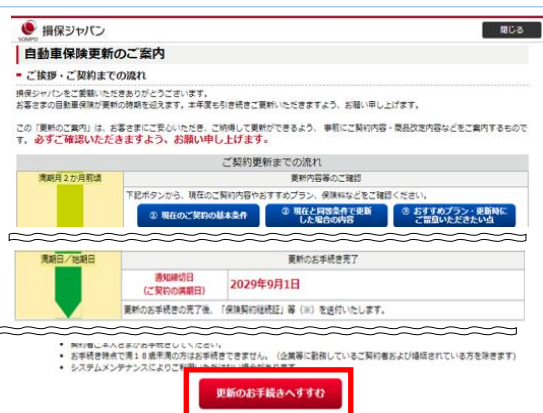 損保ジャパン
SOMPO
閉じる
自動車保険更新のご案内
ご挨拶・ご契約までの流れ
損保ジャパンをご愛顧いただきありがとうございます。
お客さまの自動車保険が更新の時期を迎えます。本年度も引き続きご更新いただきますよう、お願い申し上げます。
この「更新のご案内」は、お客さまにご安心いただき、ご納得して更新ができるよう、 事前にご契約内容・商品改定内容などをご案内するもので
す。必ずご確認いただきますよう、お願い申し上げます。
ご契約更新までの流れ
満期月2か月前頃
更新内容等のご確認
下記ボタンから、現在のご契約内容やおすすめプラン、保険料などをご確認ください。
① 現在のご契約の基本条件
② 現在と同等条件で更新
した場合の内容
③ おすすめプラン・更新時に
ご留意いただきたい点
満期日/始期日
更新のお手続き完了
通知締切日
(ご契約の満期日)
2029年9月1日
更新のお手続きの完了後、「保険契約継続証」等(※)を送付いたします。
• 契約者ご本人さまがお手続きしてください。
• お手続き時点で満18歳未満の方はお手続きできません。(企業等に勤務しているご契約者および婚姻されている方を除きます)
• システムメンテナンスによりご利用いただけない場合があります。
更新のお手続きへすすむ